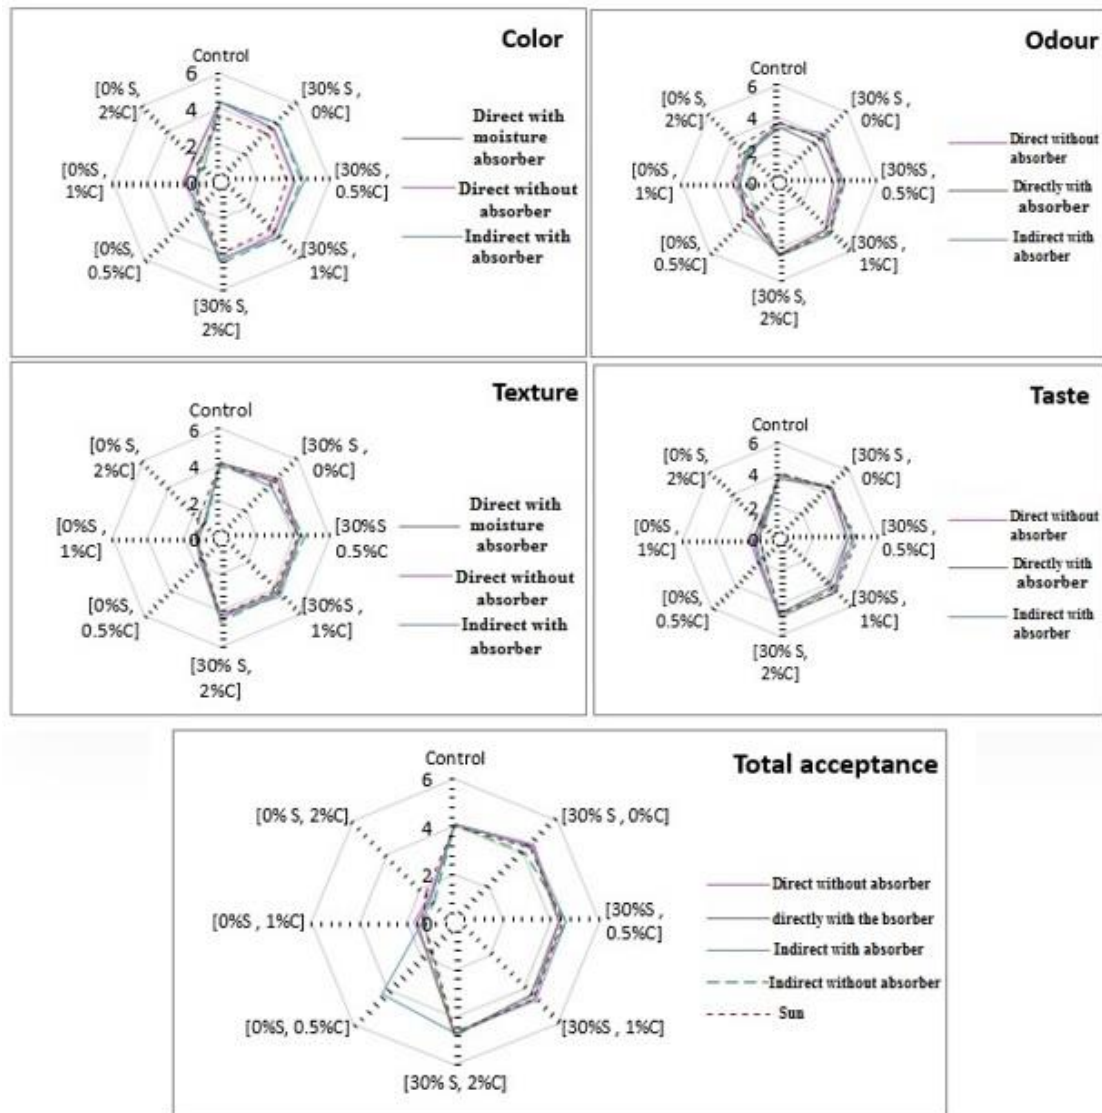 Color
Control
6
4
2
0
[30% S ,
0%C]
[30%S ,
0.5%C]
[30%S ,
1%C]
[30% S,
2%C]
[0%S,
0.5%C]
[0%S ,
1%C]
[0% S,
2%C]
Direct with
moisture
absorber
Direct without
absorber
Indirect with
absorber
Odour
Control
6
4
2
0
[30% S ,
0%C]
[30%S ,
0.5%C]
[30%S ,
1%C]
[30% S,
2%C]
[0%S,
0.5%C]
[0%S ,
1%C]
[0% S,
2%C]
Direct without
absorber
Directly with
absorber
Indirect with
absorber
Texture
Control
6
4
2
0
[30% S ,
0%C]
[30%S
0.5%C
[30%S ,
1%C]
[30% S,
2%C]
[0%S,
0.5%C]
[0%S ,
1%C]
[0% S,
2%C]
Direct with
moisture
absorber
Direct without
absorber
Indirect with
absorber
Taste
Control
6
4
2
0
[30% S ,
0%C]
[30%S ,
0.5%C]
[30%S ,
1%C]
[30% S,
2%C]
[0%S,
0.5%C]
[0%S ,
1%C]
[0% S,
2%C]
Direct without
absorber
Directly with
absorber
Indirect with
absorber
Total acceptance
Control
6
4
2
0
[30% S , 0%C]
[30%S ,
0.5%C]
[30%S , 1%C]
[30% S, 2%C]
[0%S, 0.5%C]
[0%S , 1%C]
[0% S, 2%C]
Direct without absorber
directly with the bsorber
Indirect with absorber
Indirect without absorber
Sun